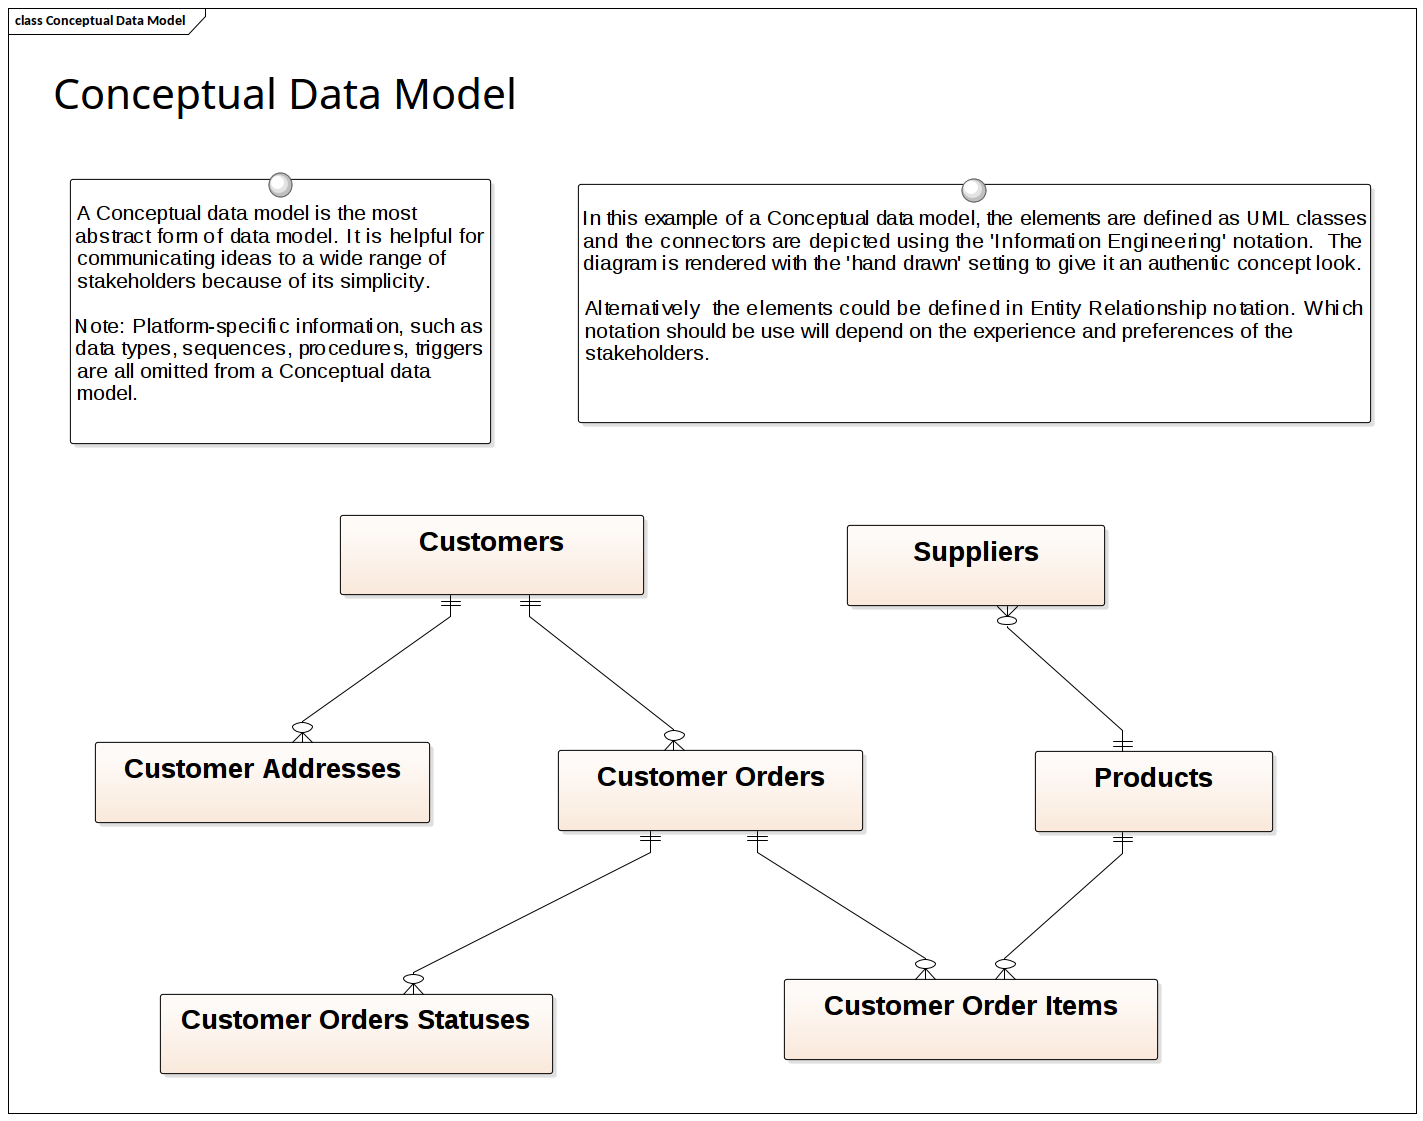 class Conceptual Data Model
Conceptual Data Model
A Conceptual data model is the most
abstract form of data model. It is helpful for
communicating ideas to a wide range of
stakeholders because of its simplicity.
Note: Platform-specific information, such as
data types, sequences, procedures, triggers
are all omitted from a Conceptual data
model.
In this example of a Conceptual data model, the elements are defined as UML classes
and the connectors are depicted using the 'Information Engineering' notation.  The
diagram is rendered with the 'hand drawn' setting to give it an authentic concept look.
Alternatively  the elements could be defined in Entity Relationship notation. Which
notation should be use will depend on the experience and preferences of the
stakeholders.
Customers
Suppliers
Customer Addresses
Customer Orders
Products
Customer Orders Statuses
Customer Order Items